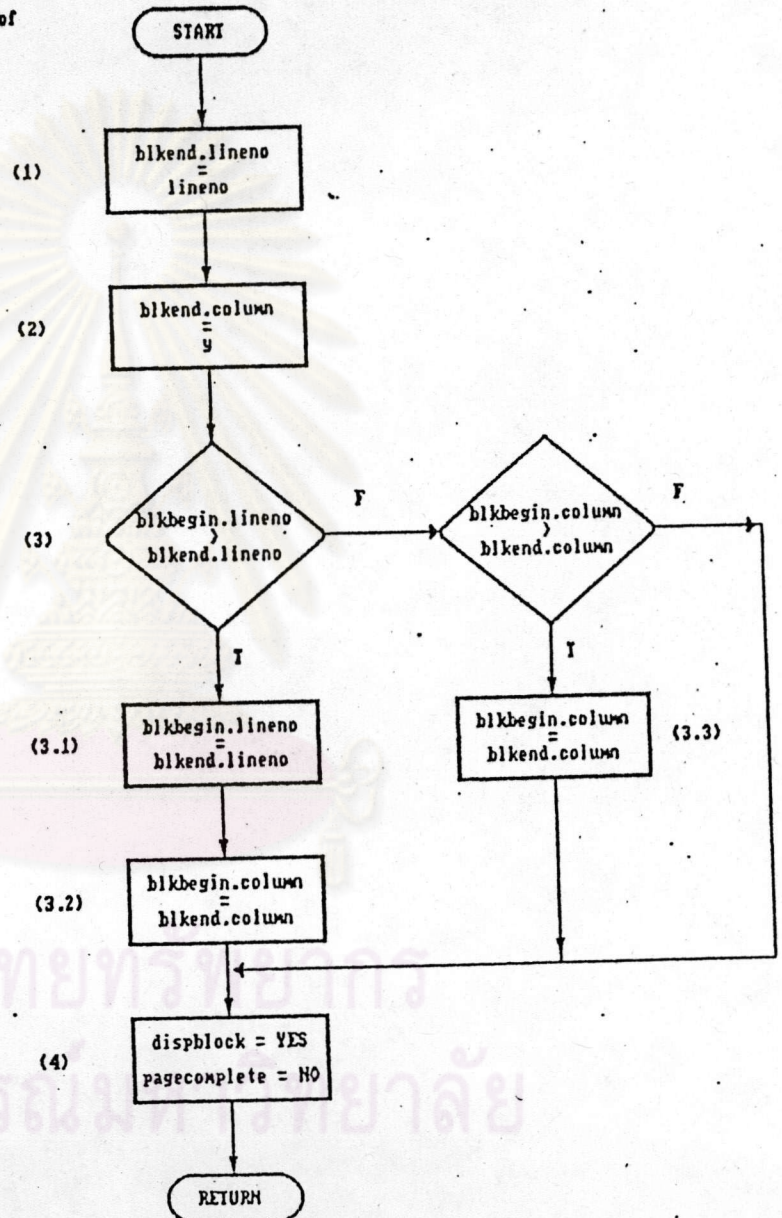 of
START
(1)
blkend.lineno
=
lineno
(2)
blkend.column
=
y
(3)
blkbegin.lineno
>
blkend.lineno
F
blkbegin.column
>
blkend.column
F
T
T
(3.1)
blkbegin.lineno
=
blkend.lineno
blkbegin.column
=
blkend.column
(3.3)
(3.2)
blkbegin.column
=
blkend.column
(4)
dispblock = YES
pagecomplete = NO
RETURN